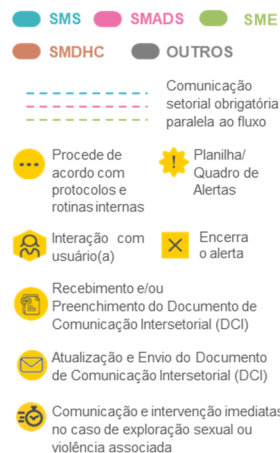 SMS SMADS SME
SMDHC OUTROS
Comunicação
setorial obrigatória
paralela ao fluxo
Procede de
acordo com
protocolos e
rotinas internas
Planilha/
Quadro de
Alertas
Interação com
usuário(a)
Encerra
o alerta
Recebimento e/ou
Preenchimento do Documento de
Comunicação Intersetorial (DCI)
Atualização e Envio do Documento
de Comunicação Intersetorial (DCI)
Comunicação e intervenção imediatas
no caso de exploração sexual ou
violência associada